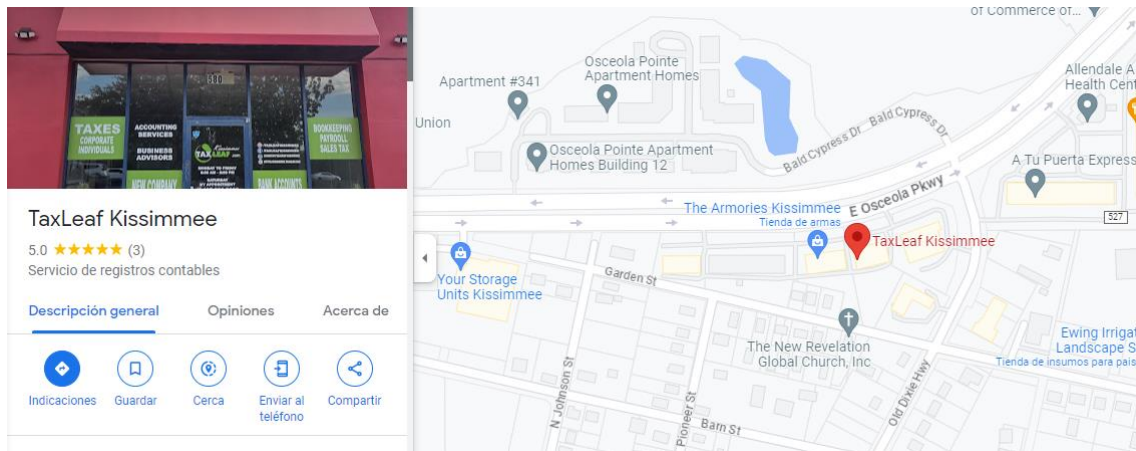 TAXES
CORPORATE
INDIVIDUALS
ACCOUNTING
SERVICES
BUSINESS
ADVISORS
NEW COMPANY
Kissimmee
TAXLEAF
BOOKKEEPING
PAYROLL
SALES TAX
BANK ACCOUNTS
TaxLeaf Kissimmee
5.0 ★★★★★ (3)
Servicio de registros contables
Descripción general
Opiniones
Acerca de
Indicaciones
Guardar
Cerca
Enviar al
teléfono
Compartir
of Commerce of...
Apartment #341
Osceola Pointe
Apartment Homes
Allendale A
Health Cent
Union
Bald Cypress Dr
Bald Cypress Dr
Osceola Pointe Apartment
Homes Building 12
A Tu Puerta Express
The Armories Kissimmee
Tienda de armas
E Osceola Pkwy
527
TaxLeaf Kissimmee
Your Storage
Units Kissimmee
Garden St
The New Revelation
Global Church, Inc
Ewing Irrigat
Landscape S
Tienda de insumos para pais
N Johnson St
Pioneer St
Barn St
Old Dixie Hwy